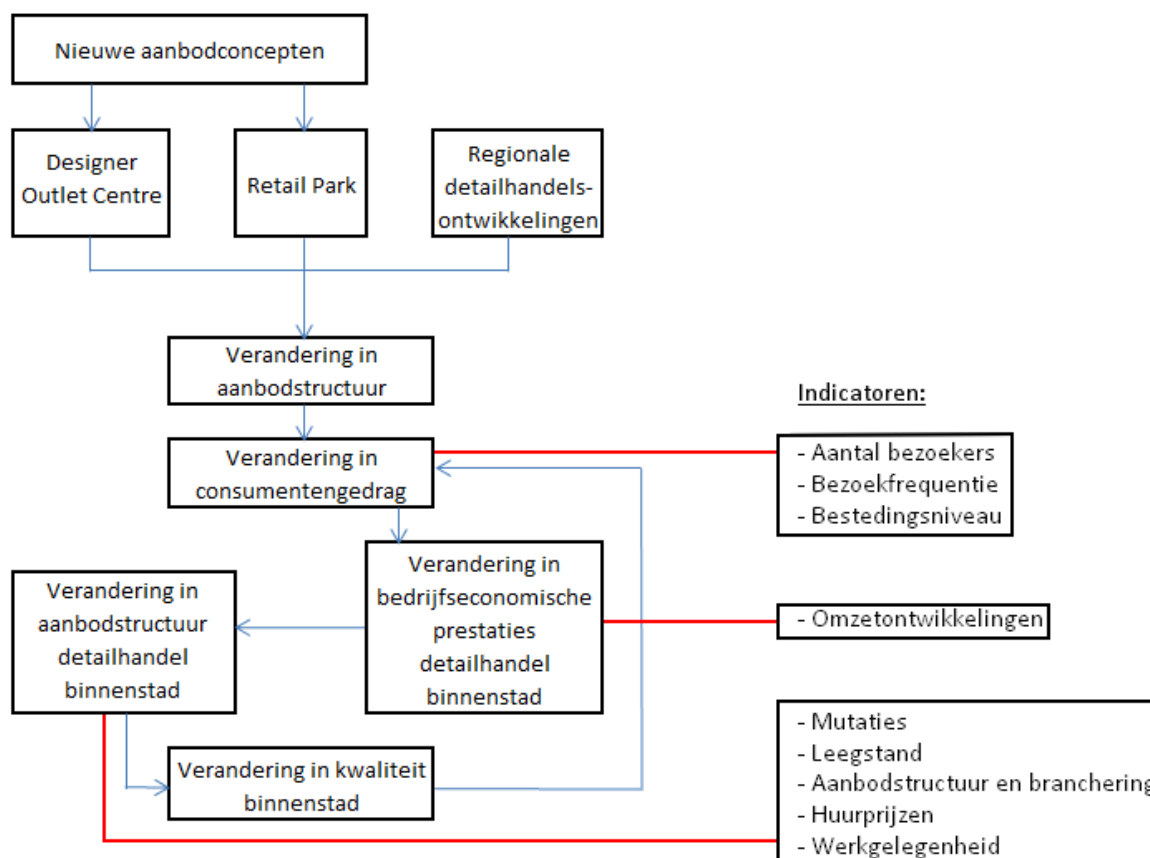 Nieuwe aanbodconcepten
Designer
Outlet Centre
Retail Park
Regionale
detailhandels-
ontwikkelingen
Verandering in
aanbodstructuur
Indicatoren:
Verandering in
consumentengedrag
- Aantal bezoekers
- Bezoekfrequentie
- Bestedingsniveau
Verandering in
bedrijfseconomische
prestaties
detailhandel
binnenstad
- Omzetontwikkelingen
Verandering in
aanbodstructuur
detailhandel
binnenstad
Verandering in kwaliteit
binnenstad
- Mutaties
- Leegstand
- Aanbodstructuur en branchering
- Huurprijzen
- Werkgelegenheid